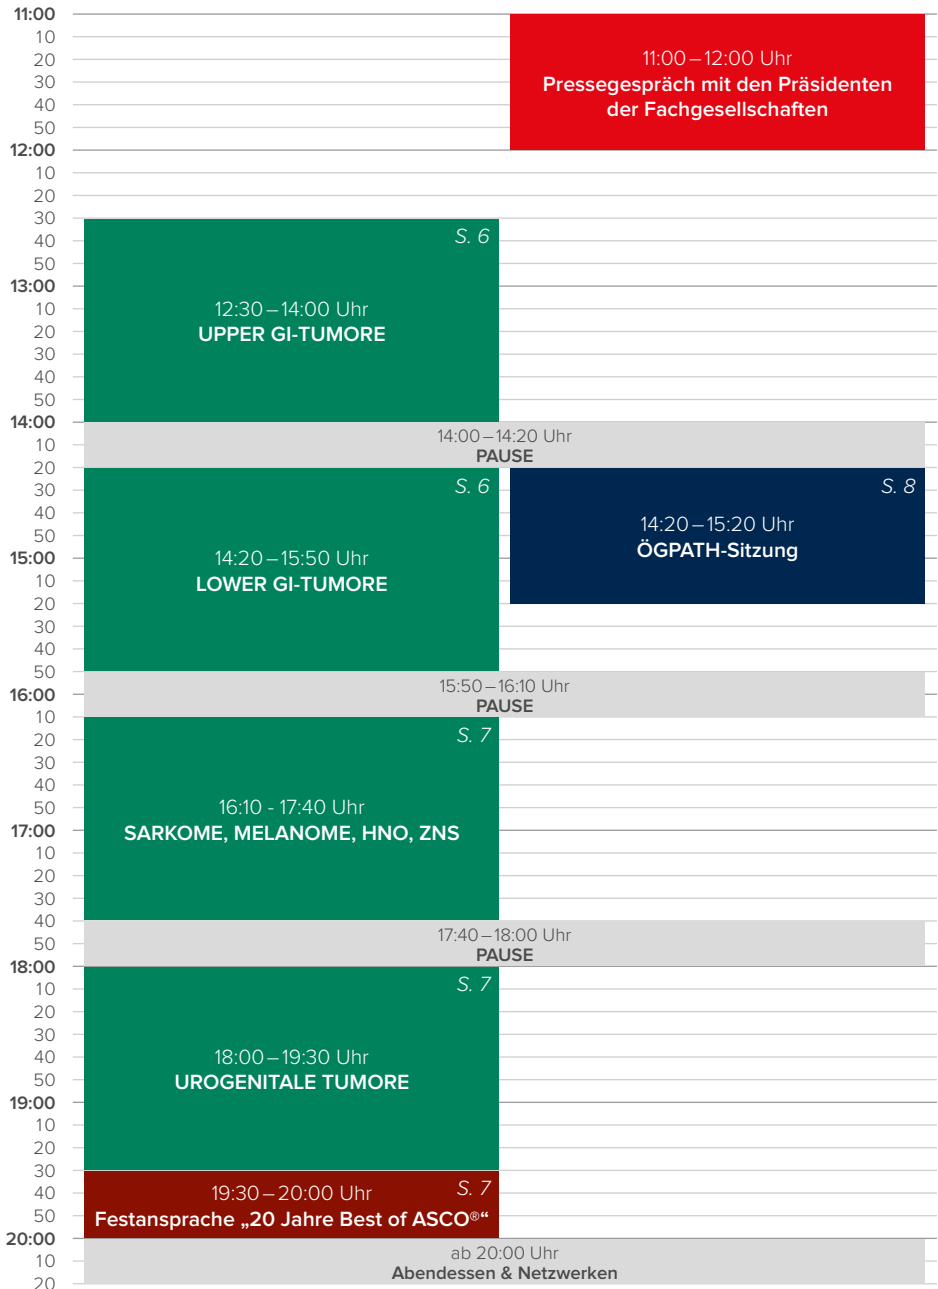 11:00
10
20
11:00 – 12:00 Uhr
30
Pressegespräch mit den Präsidenten
40
der Fachgesellschaften
50
12:00
10
20
30
40
S. 6
50
13:00
10
12:30 – 14:00 Uhr
20
UPPER GI-TUMORE
30
40
50
14:00
10
14:00 – 14:20 Uhr
PAUSE
20
30
S. 6
S. 8
40
50
14:20 – 15:20 Uhr
ÖGPATH-Sitzung
15:00
14:20 – 15:50 Uhr
10
LOWER GI-TUMORE
20
30
40
50
15:50 – 16:10 Uhr
16:00
PAUSE
10
20
S. 7
30
40
50
16:10 - 17:40 Uhr
17:00
SARKOME, MELANOME, HNO, ZNS
10
20
30
40
50
17:40 – 18:00 Uhr
PAUSE
18:00
10
S. 7
20
30
40
18:00 – 19:30 Uhr
50
UROGENITALE TUMORE
19:00
10
20
30
40
19:30 – 20:00 Uhr
S. 7
50
Festansprache „20 Jahre Best of ASCO®“
20:00
10
ab 20:00 Uhr
Abendessen & Netzwerken
20